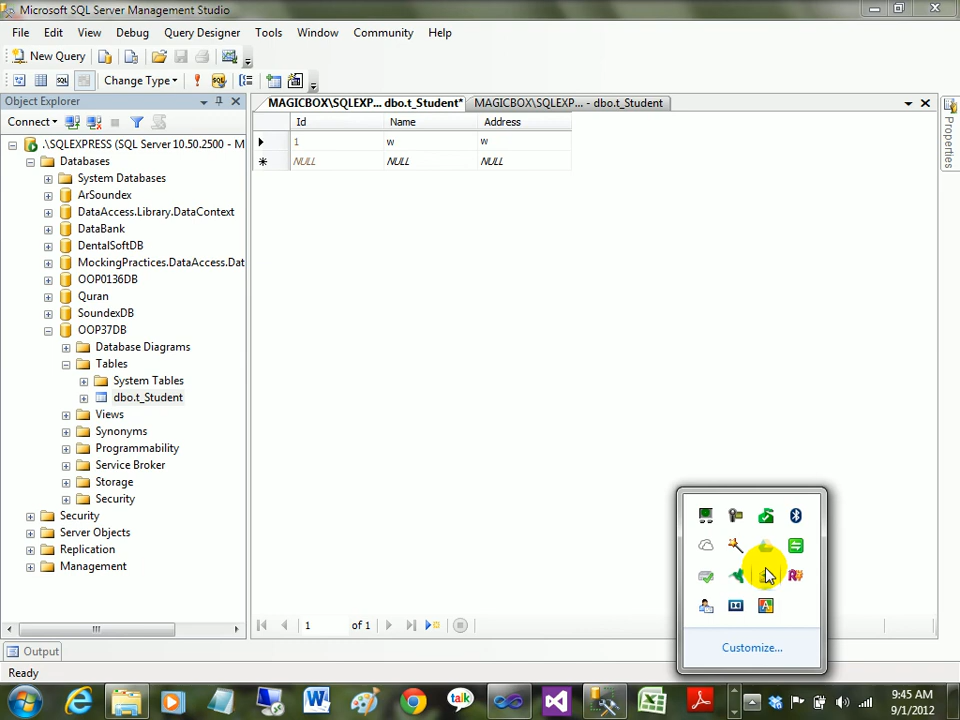 Microsoft SQL Server Management Studio
File Edit View Debug Query Designer Tools Window Community Help
New Query
Change Type
Object Explorer
MAGICBOX\SQLEXP... dbo.t_Student*
MAGICBOX\SQLEXP... - dbo.t_Student
Properties
Connect
Id Name Address
1 w w
NULL NULL NULL
.\SQLEXPRESS (SQL Server 10.50.2500 - M
Databases
System Databases
ArSoundex
DataAccess.Library.DataContext
DataBank
DentalSoftDB
MockingPractices.DataAccess.Dat
OOP0136DB
Quran
SoundexDB
OOP37DB
Database Diagrams
Tables
System Tables
dbo.t_Student
Views
Synonyms
Programmability
Service Broker
Storage
Security
Security
Server Objects
Replication
Management
1 of 1
Customize...
Output
Ready
talk
9:45 AM
9/1/2012